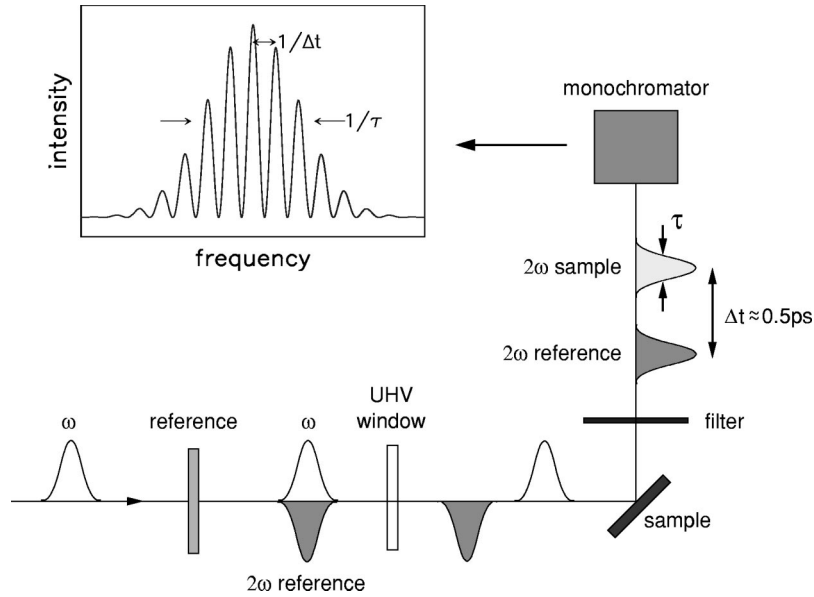 intensity
1/Δt
1/τ
frequency
monochromator
τ
2ω sample
Δt≈0.5ps
2ω reference
filter
sample
ω
reference
ω
UHV
window
2ω reference